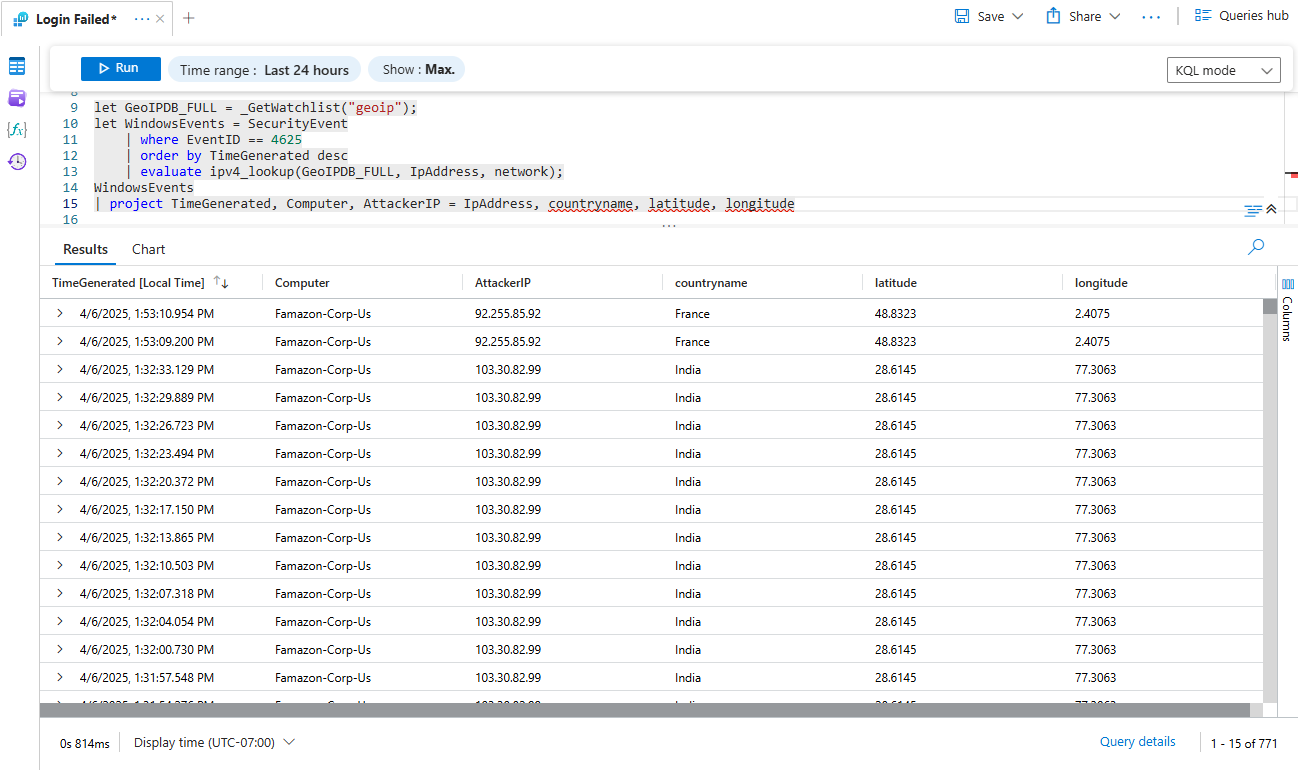 Login Failed* ··· × +
Save Share ··· Queries hub
Run Time range : Last 24 hours Show : Max. KQL mode
8
9 let GeoIPDB_FULL = _GetWatchlist("geoip");
10 let WindowsEvents = SecurityEvent
11 | where EventID == 4625
12 | order by TimeGenerated desc
13 | evaluate ipv4_lookup(GeoIPDB_FULL, IpAddress, network);
14 WindowsEvents
15 | project TimeGenerated, Computer, AttackerIP = IpAddress, countryname, latitude, longitude
16
Results Chart
TimeGenerated [Local Time] Computer AttackerIP countryname latitude longitude
Columns
4/6/2025, 1:53:10.954 PM Famazon-Corp-Us 92.255.85.92 France 48.8323 2.4075
4/6/2025, 1:53:09.200 PM Famazon-Corp-Us 92.255.85.92 France 48.8323 2.4075
4/6/2025, 1:32:33.129 PM Famazon-Corp-Us 103.30.82.99 India 28.6145 77.3063
4/6/2025, 1:32:29.889 PM Famazon-Corp-Us 103.30.82.99 India 28.6145 77.3063
4/6/2025, 1:32:26.723 PM Famazon-Corp-Us 103.30.82.99 India 28.6145 77.3063
4/6/2025, 1:32:23.494 PM Famazon-Corp-Us 103.30.82.99 India 28.6145 77.3063
4/6/2025, 1:32:20.372 PM Famazon-Corp-Us 103.30.82.99 India 28.6145 77.3063
4/6/2025, 1:32:17.150 PM Famazon-Corp-Us 103.30.82.99 India 28.6145 77.3063
4/6/2025, 1:32:13.865 PM Famazon-Corp-Us 103.30.82.99 India 28.6145 77.3063
4/6/2025, 1:32:10.503 PM Famazon-Corp-Us 103.30.82.99 India 28.6145 77.3063
4/6/2025, 1:32:07.318 PM Famazon-Corp-Us 103.30.82.99 India 28.6145 77.3063
4/6/2025, 1:32:04.054 PM Famazon-Corp-Us 103.30.82.99 India 28.6145 77.3063
4/6/2025, 1:32:00.730 PM Famazon-Corp-Us 103.30.82.99 India 28.6145 77.3063
4/6/2025, 1:31:57.548 PM Famazon-Corp-Us 103.30.82.99 India 28.6145 77.3063
0s 814ms Display time (UTC-07:00) Query details 1 - 15 of 771